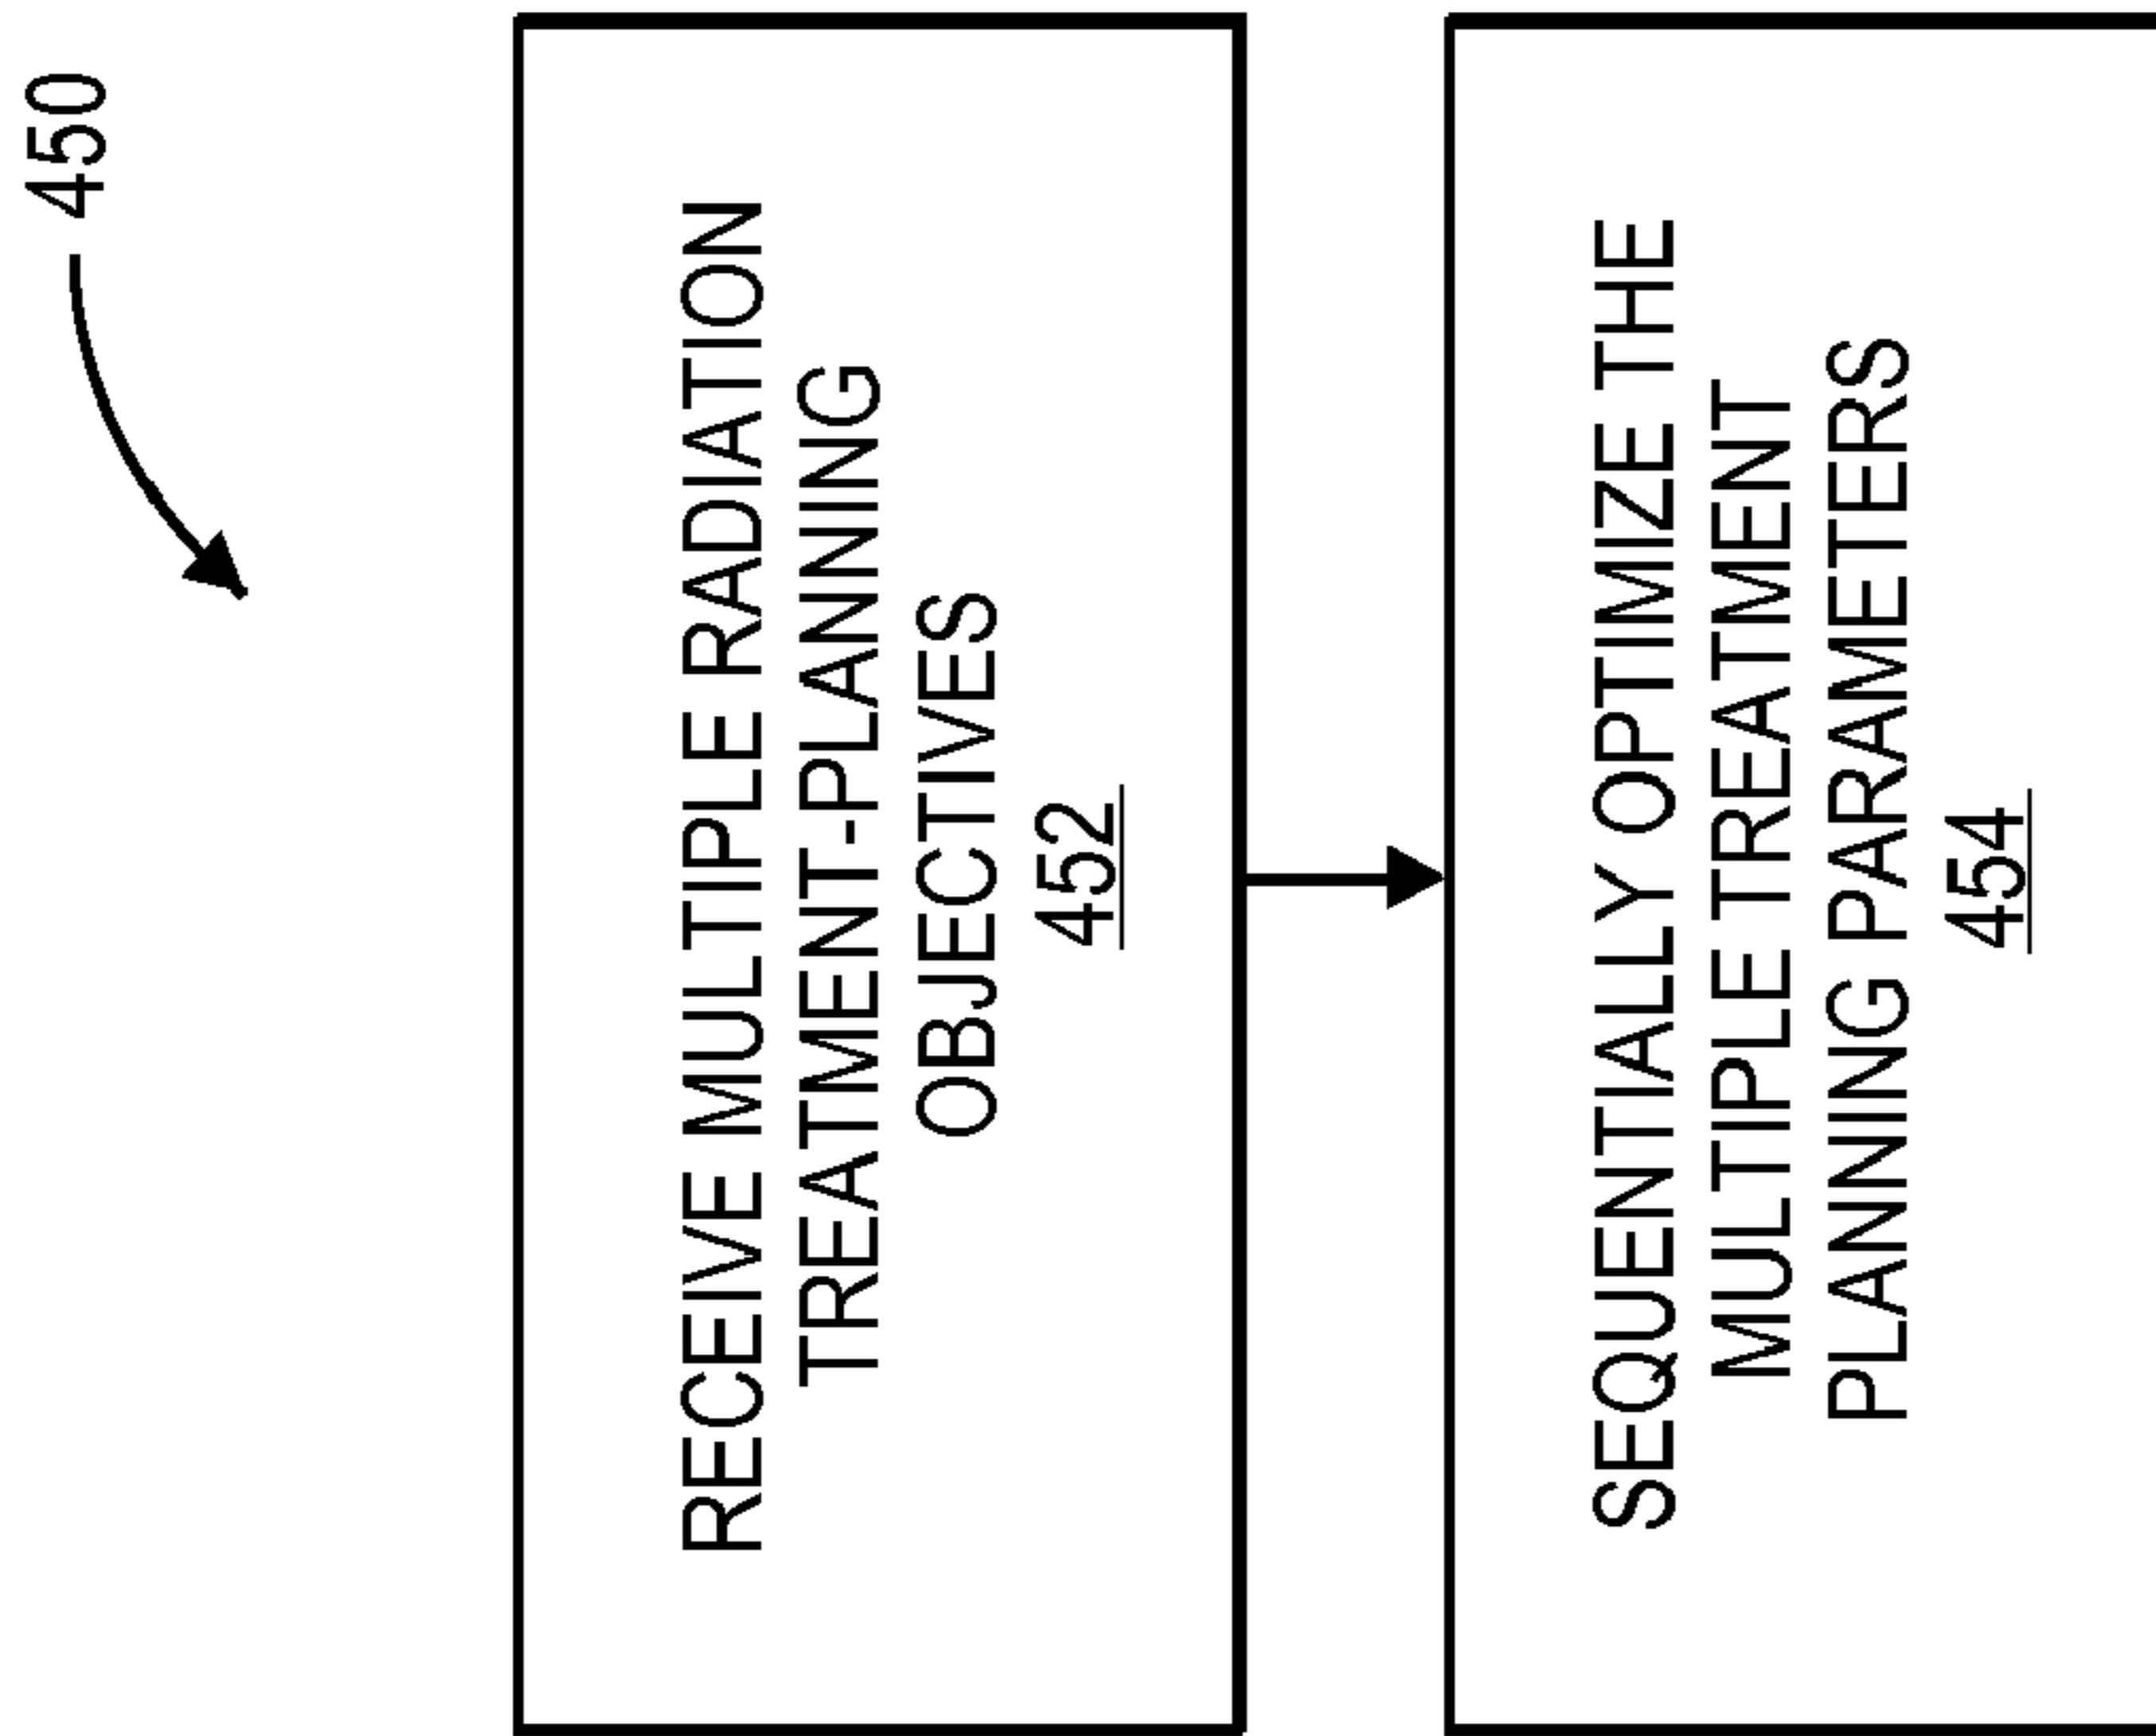 450
RECEIVE MULTIPLE RADIATION
TREATMENT-PLANNING
OBJECTIVES
452
SEQUENTIALLY OPTIMIZE THE
MULTIPLE TREATMENT
PLANNING PARAMETERS
454